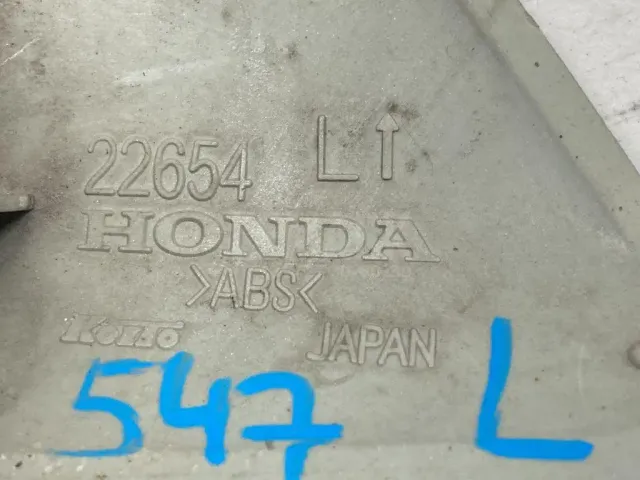 22654 L ↑
HONDA
>ABS<
KOITO JAPAN
547 L